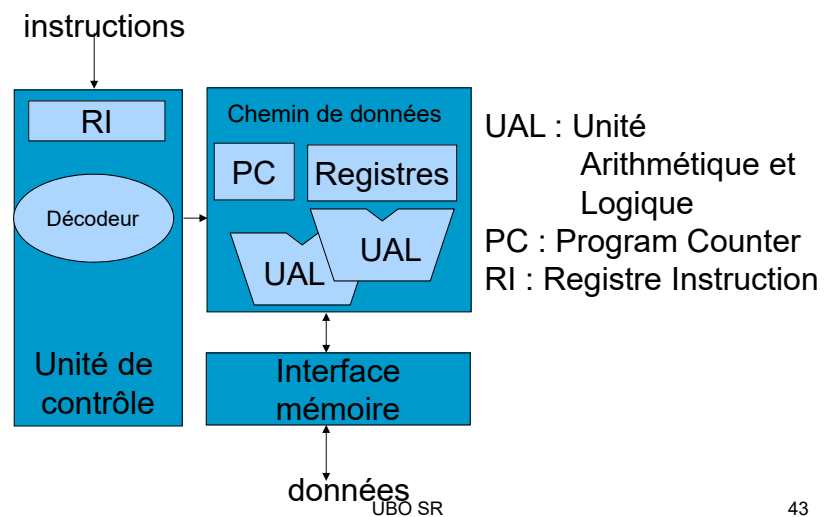 instructions
RI
Décodeur
Unité de
contrôle
Chemin de données
PC
Registres
UAL
UAL
Interface
mémoire
données
UAL : Unité
Arithmétique et
Logique
PC : Program Counter
RI : Registre Instruction
UBO SR
43